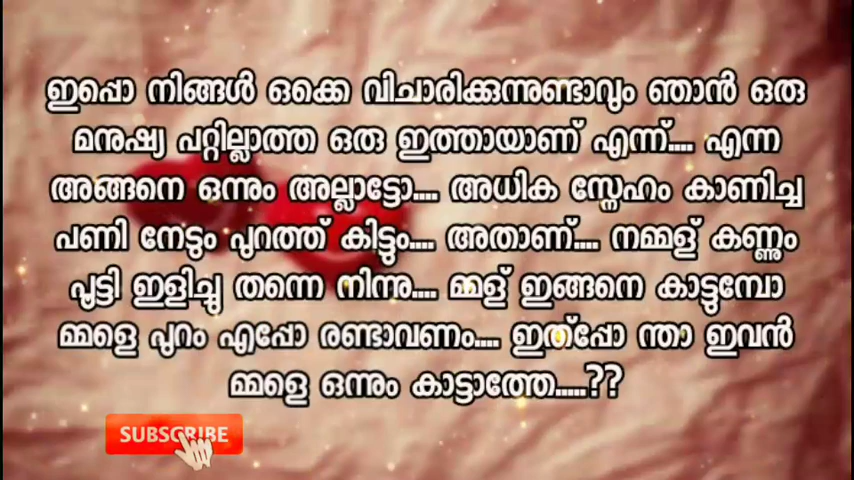 ഇപ്പൊ നിങ്ങൾ ഒക്കെ വിചാരിക്കുന്നുണ്ടാവും ഞാൻ ഒരു
മനുഷ്യ പറ്റില്ലാത്ത ഒരു ഇത്തായാണ് എന്ന്.... എന്ന
അങ്ങനെ ഒന്നും അല്ലാട്ടോ.... അധിക സ്നേഹം കാണിച്ച
പണി നേടും പുറത്ത് കിട്ടും.... അതാണ്.... നമ്മള് കണ്ണും
പൂട്ടി ഇളിച്ചു തന്നെ നിന്നു.... മ്മള് ഇങ്ങനെ കാട്ടുമ്പോ
മ്മളെ പുറം എപ്പോ രണ്ടാവണം.... ഇത്പ്പോ ന്താ ഇവൻ
മ്മളെ ഒന്നും കാട്ടാത്തേ.....??
SUBSCRIBE